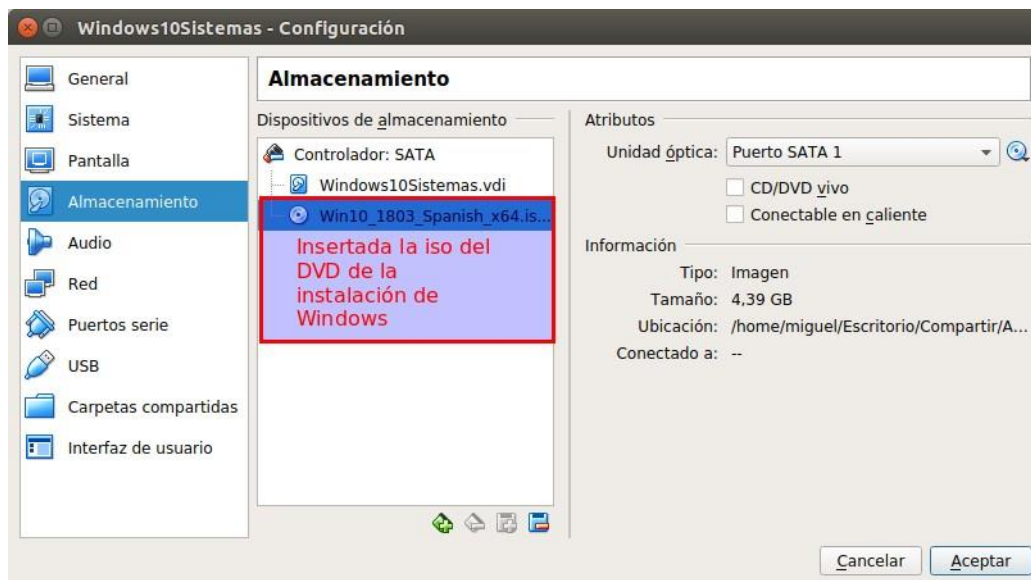 Windows10Sistemas - Configuración
General
Sistema
Pantalla
Almacenamiento
Audio
Red
Puertos serie
USB
Carpetas compartidas
Interfaz de usuario
Almacenamiento
Dispositivos de almacenamiento
Controlador: SATA
Windows10Sistemas.vdi
Win10_1803_Spanish_x64.is...
Insertada la iso del
DVD de la
instalación de
Windows
Atributos
Unidad óptica: Puerto SATA 1
CD/DVD vivo
Conectable en caliente
Información
Tipo: Imagen
Tamaño: 4,39 GB
Ubicación: /home/miguel/Escritorio/Compartir/A...
Conectado a: --
Cancelar
Aceptar